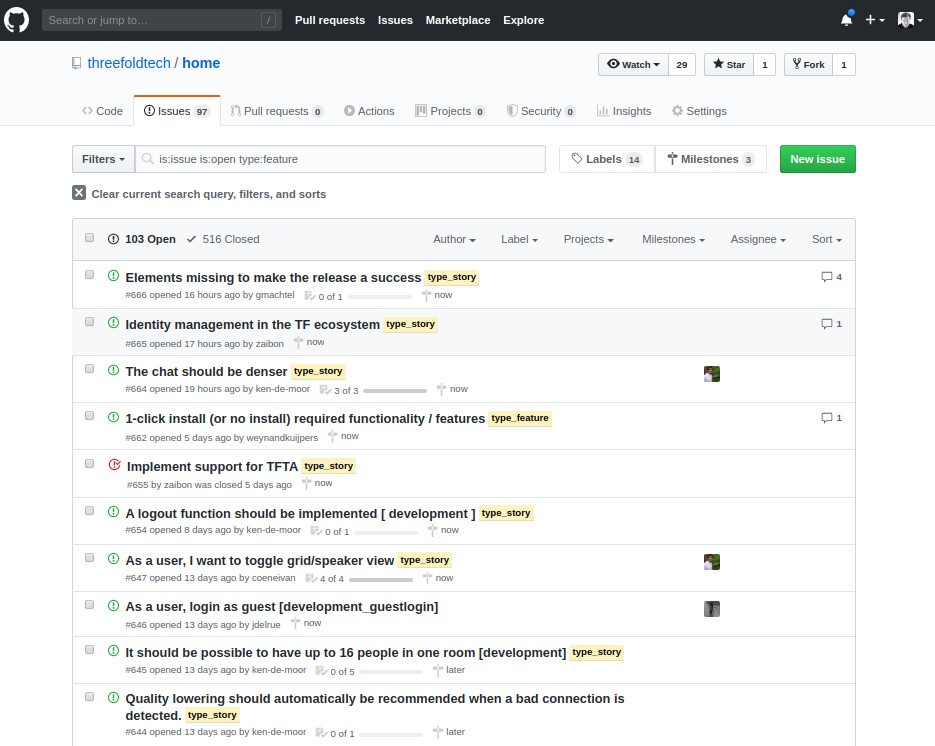 Search or jump to... / Pull requests Issues Marketplace Explore
threefoldtech / home Watch 29 Star 1 Fork 1
Code Issues 97 Pull requests 0 Actions Projects 0 Security 0 Insights Settings
Filters is:issue is:open type:feature Labels 14 Milestones 3 New issue
Clear current search query, filters, and sorts
103 Open 516 Closed Author Label Projects Milestones Assignee Sort
Elements missing to make the release a success type_story 4
#666 opened 16 hours ago by gmachtel 0 of 1 now
Identity management in the TF ecosystem type_story 1
#665 opened 17 hours ago by zaibon now
The chat should be denser type_story
#664 opened 19 hours ago by ken-de-moor 3 of 3 now
1-click install (or no install) required functionality / features type_feature 1
#662 opened 5 days ago by weynandkuijpers now
Implement support for TFTA type_story
#655 by zaibon was closed 5 days ago now
A logout function should be implemented [ development ] type_story
#654 opened 8 days ago by ken-de-moor 0 of 1 now
As a user, I want to toggle grid/speaker view type_story
#647 opened 13 days ago by coeneivan 4 of 4 now
As a user, login as guest [development_guestlogin]
#646 opened 13 days ago by jdelrue now
It should be possible to have up to 16 people in one room [development] type_story
#645 opened 13 days ago by ken-de-moor 0 of 5 later
Quality lowering should automatically be recommended when a bad connection is
detected. type_story
#644 opened 13 days ago by ken-de-moor 0 of 1 later